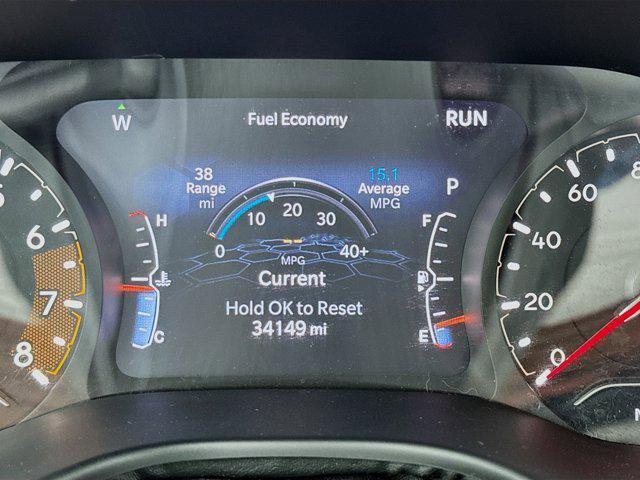 W
Fuel Economy
RUN
38
Range
mi
15.1
Average
MPG
P
0 10 20 30 40+
MPG
Current
Hold OK to Reset
34149 mi
H
C
F
E
6
7
8
0
20
40
60